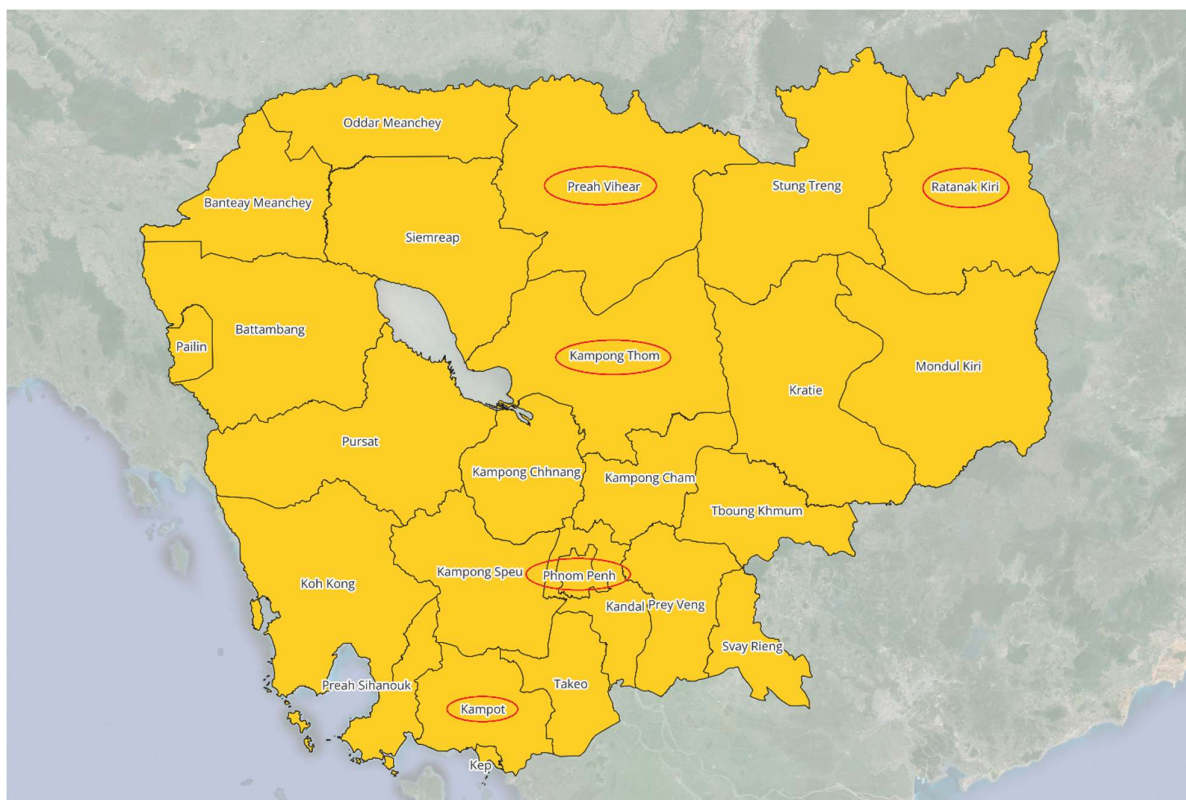 Oddar Meanchey
Preah Vihear
Stung Treng
Ratanak Kiri
Banteay Meanchey
Siemreap
Battambang
Pailin
Kampong Thom
Mondul Kiri
Kratie
Pursat
Kampong Chhnang
Kampong Cham
Tboung Khmum
Koh Kong
Kampong Speu
Phnom Penh
Kandal
Prey Veng
Svay Rieng
Preah Sihanouk
Takeo
Kampot
Kep